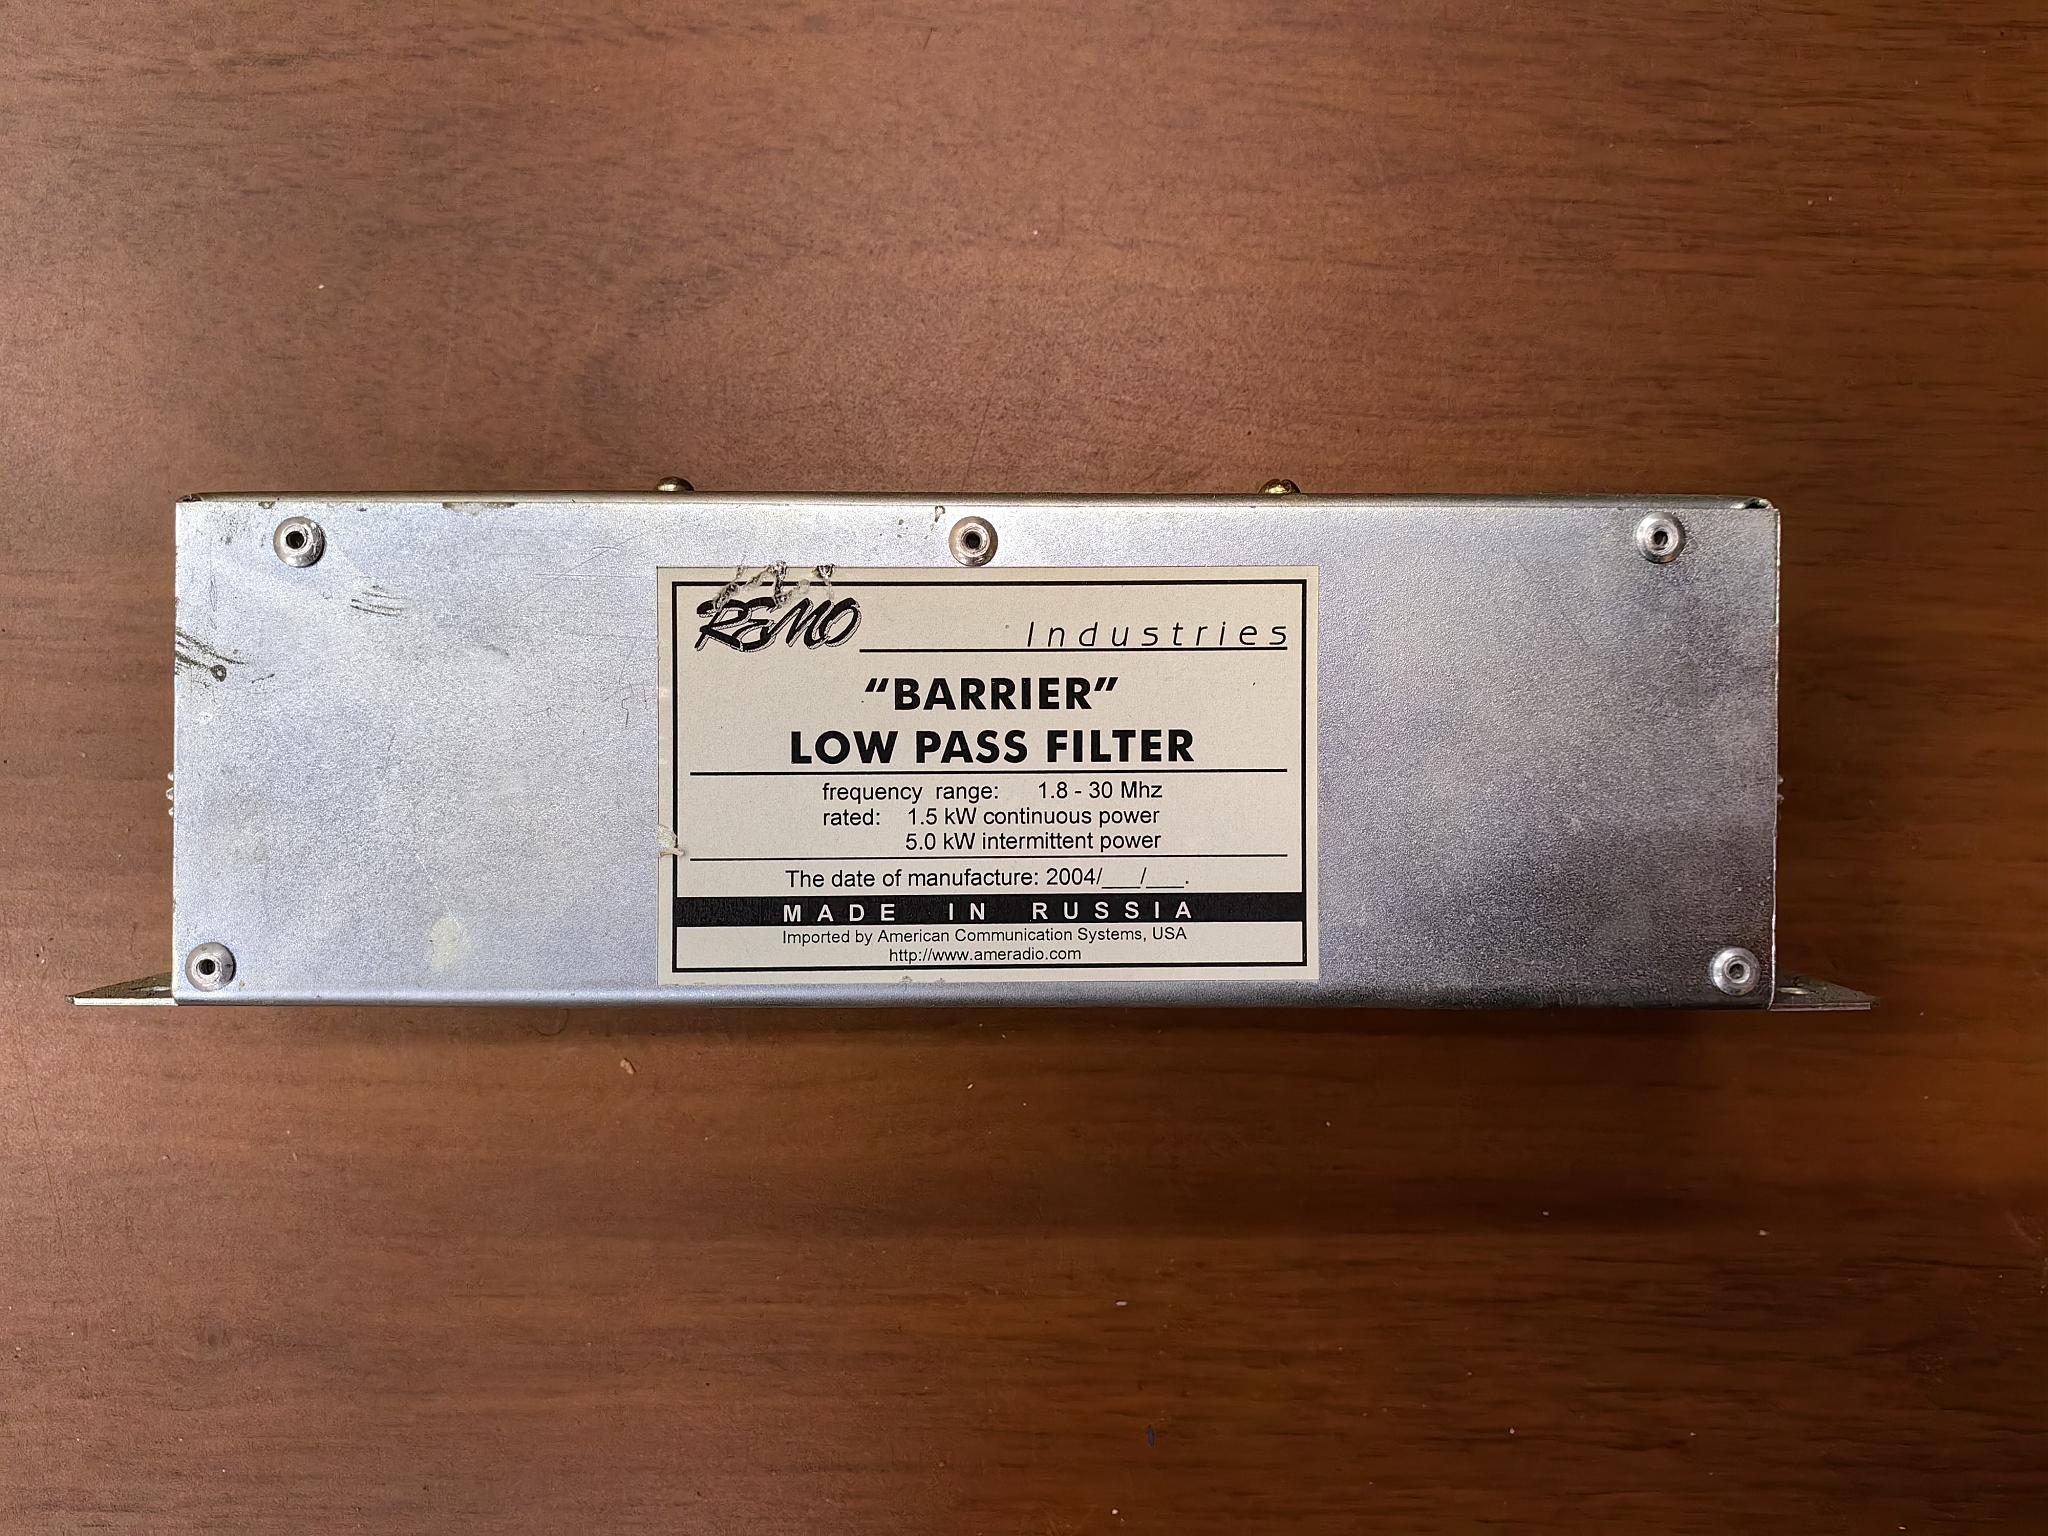 REMO Industries
“BARRIER”
LOW PASS FILTER
frequency range: 1.8 - 30 Mhz
rated: 1.5 kW continuous power
5.0 kW intermittent power
The date of manufacture: 2004/___/___.
MADE IN RUSSIA
Imported by American Communication Systems, USA
http://www.ameradio.com